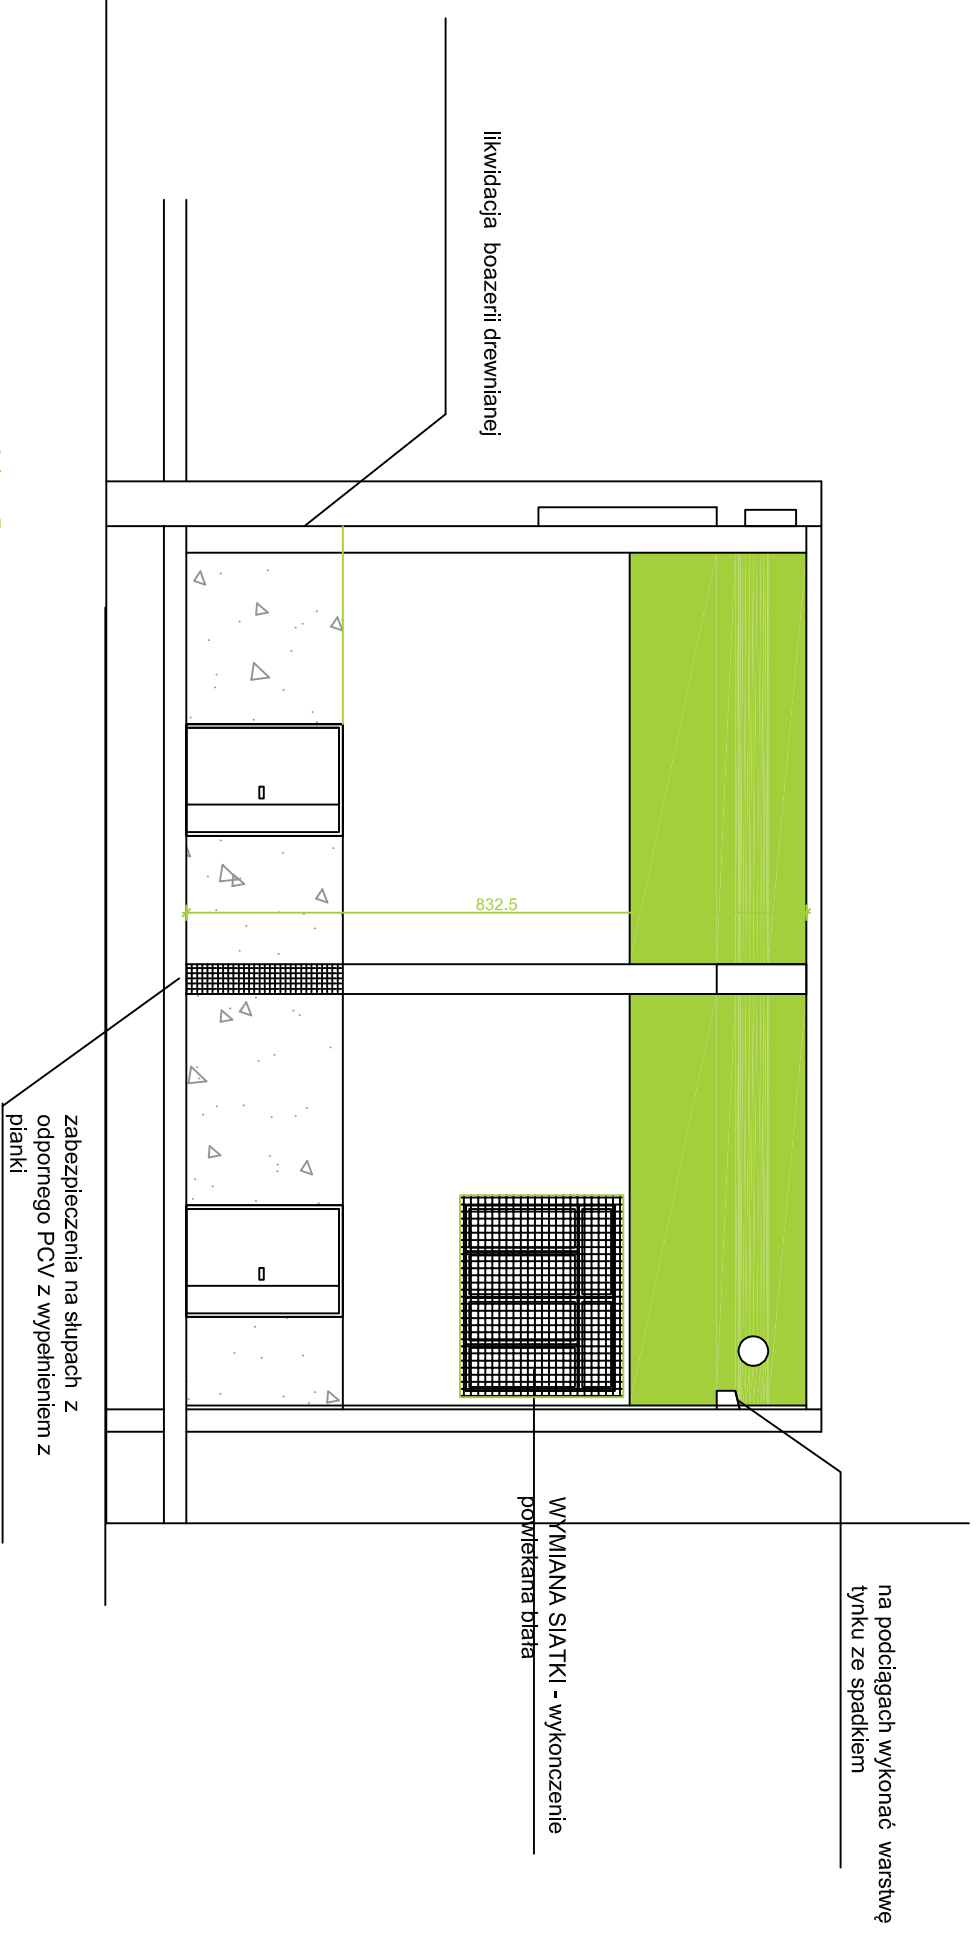 likwidacja boazerii drewnianej
832.5
zabezpieczenia na słupach z
odpornego PCV z wypełnieniem z
pianki
WYMIANA SIATKI - wykonczenie
powlekana biała
na podciągach wykonać warstwę
tynku ze spadkiem